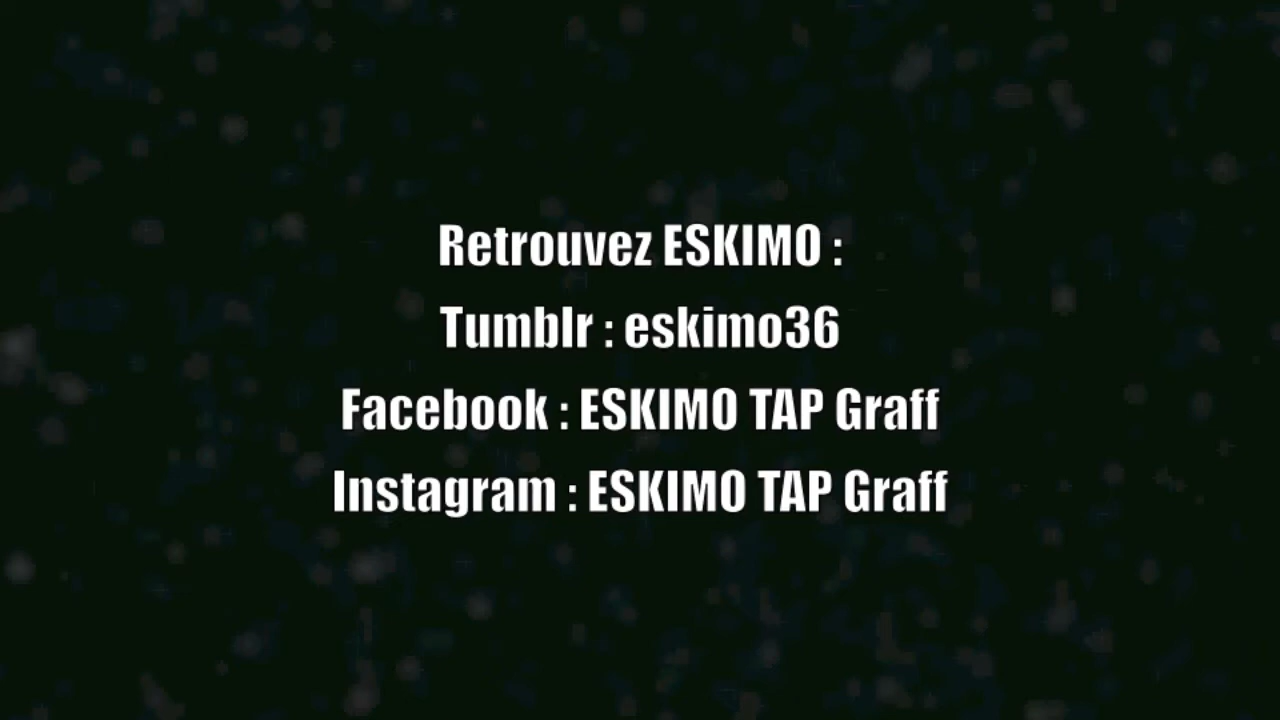 Retrouvez ESKIMO :
Tumblr : eskimo36
Facebook : ESKIMO TAP Graff
Instagram : ESKIMO TAP Graff